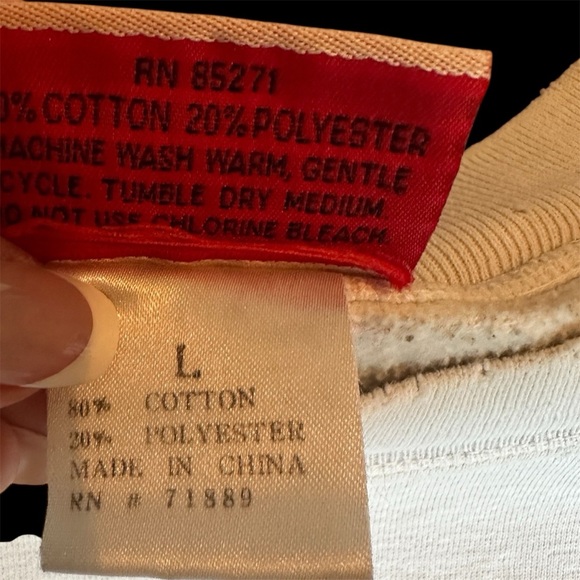 RN 85271
0% COTTON 20% POLYESTER
MACHINE WASH WARM, GENTLE
CYCLE. TUMBLE DRY MEDIUM
DO NOT USE CHLORINE BLEACH.
L
80% COTTON
20% POLYESTER
MADE IN CHINA
RN # 71889